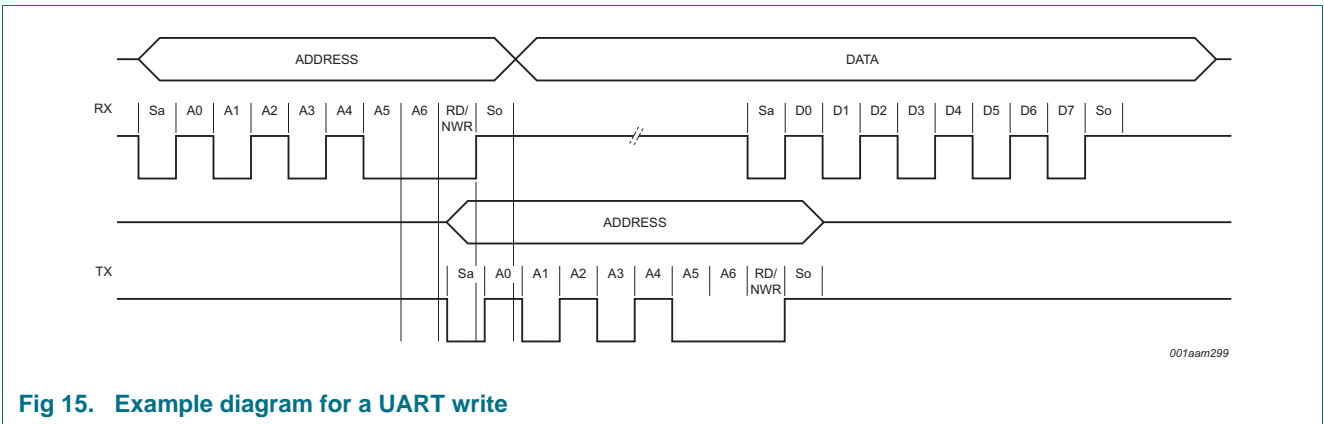 ADDRESS DATA
RX Sa A0 A1 A2 A3 A4 A5 A6 RD/ So Sa D0 D1 D2 D3 D4 D5 D6 D7 So
NWR
ADDRESS
TX Sa A0 A1 A2 A3 A4 A5 A6 RD/ So
NWR
001aam299
Fig 15. Example diagram for a UART write